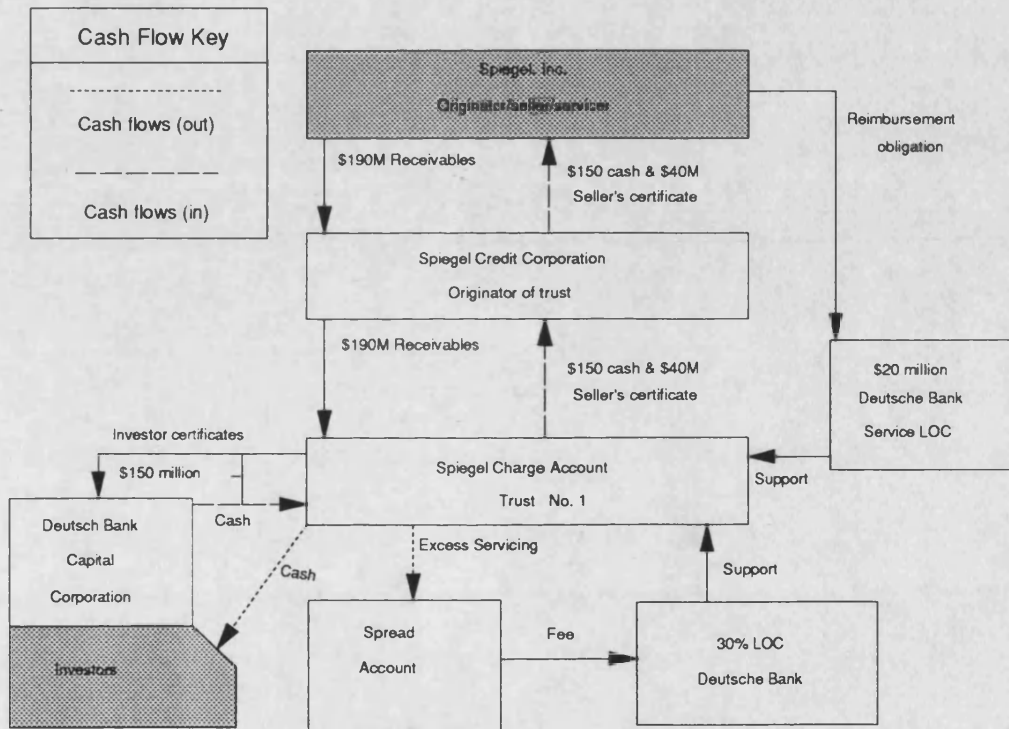 Cash Flow Key
Cash flows (out)
Cash flows (in)
Spiegel, Inc.
Originator/seller/servicer
Reimbursement
obligation
$190M Receivables
$150 cash & $40M
Seller's certificate
Spiegel Credit Corporation
Originator of trust
$190M Receivables
$150 cash & $40M
Seller's certificate
$20 million
Deutsche Bank
Service LOC
Investor certificates
$150 million
Spiegel Charge Account
Trust No. 1
Support
Cash
Deutsch Bank
Capital
Corporation
Excess Servicing
Cash
Support
Investors
Spread
Account
Fee
30% LOC
Deutsche Bank